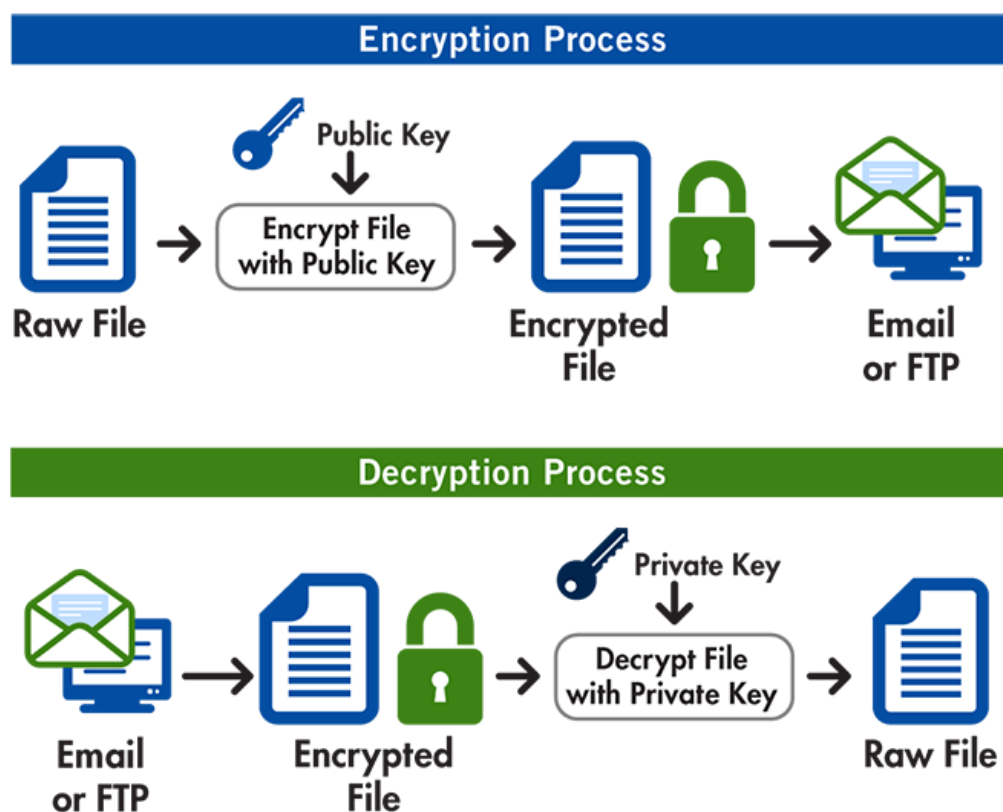 Encryption Process
Public Key
Encrypt File
with Public Key
Raw File
Encrypted
File
Email
or FTP
Decryption Process
Private Key
Decrypt File
with Private Key
Email
or FTP
Encrypted
File
Raw File